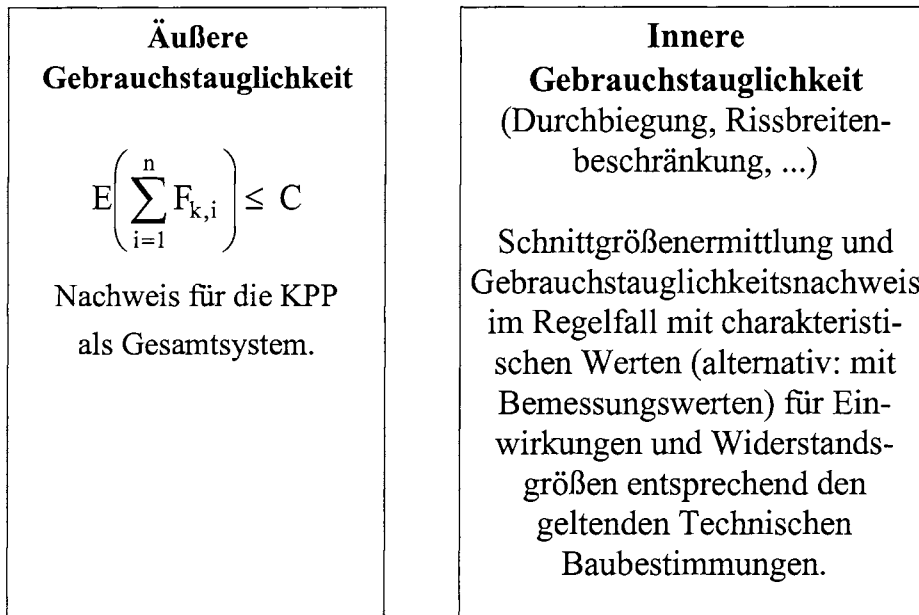 Äußere
Gebrauchstauglichkeit
E(∑_{i=1}^{n} F_{k,i}) ≤ C
Nachweis für die KPP
als Gesamtsystem.
Innere
Gebrauchstauglichkeit
(Durchbiegung, Rissbreiten-
beschränkung, ...)
Schnittgrößenermittlung und
Gebrauchstauglichkeitsnachweis
im Regelfall mit charakteristi-
schen Werten (alternativ: mit
Bemessungswerten) für Ein-
wirkungen und Widerstands-
größen entsprechend den
geltenden Technischen
Baubestimmungen.